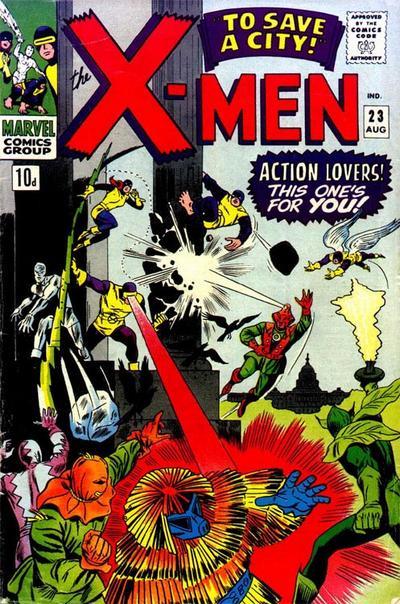 "TO SAVE
A CITY!"
APPROVED
BY THE
COMICS
CODE
AUTHORITY
the
X-MEN
MARVEL
COMICS
GROUP
10d
IND.
23
AUG
ACTION LOVERS!
THIS ONE'S
FOR YOU!